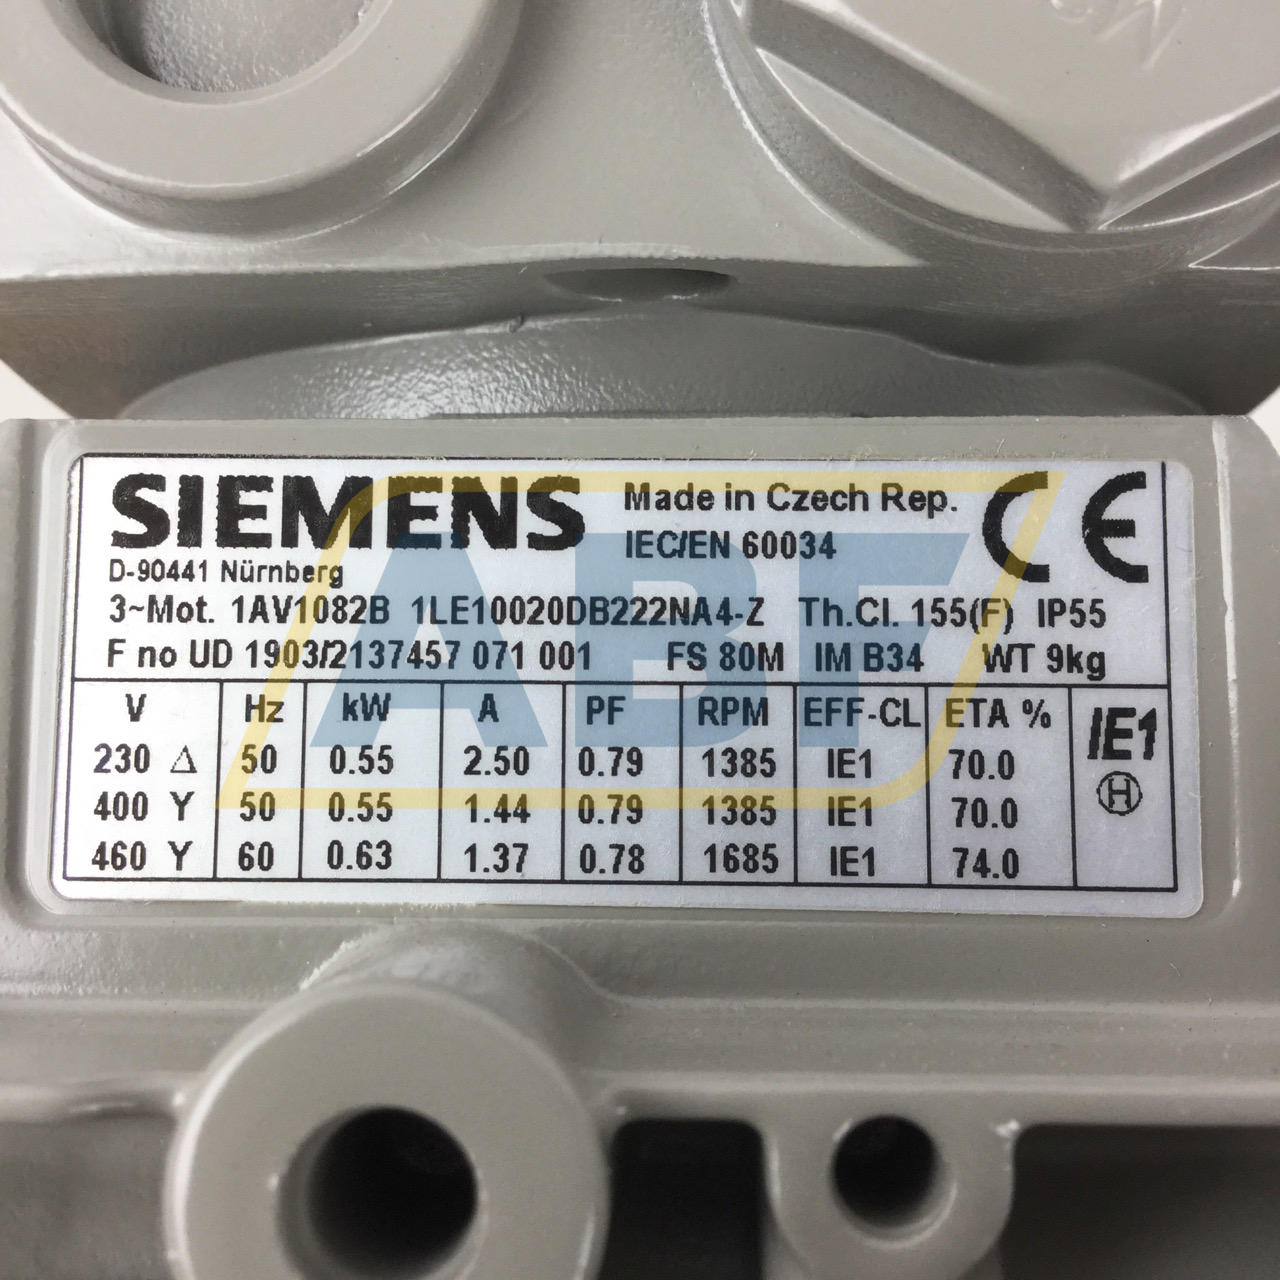 SIEMENS
Made in Czech Rep.
IEC/EN 60034
CE
D-90441 Nürnberg
3~Mot. 1AV1082B 1LE10020DB222NA4-Z Th.Cl. 155(F) IP55
F no UD 1903/2137457 071 001 FS 80M IM B34 WT 9kg
V Hz kW A PF RPM EFF-CL ETA %
230 Δ 50 0.55 2.50 0.79 1385 IE1 70.0
400 Y 50 0.55 1.44 0.79 1385 IE1 70.0
460 Y 60 0.63 1.37 0.78 1685 IE1 74.0
IE1
H
ABF